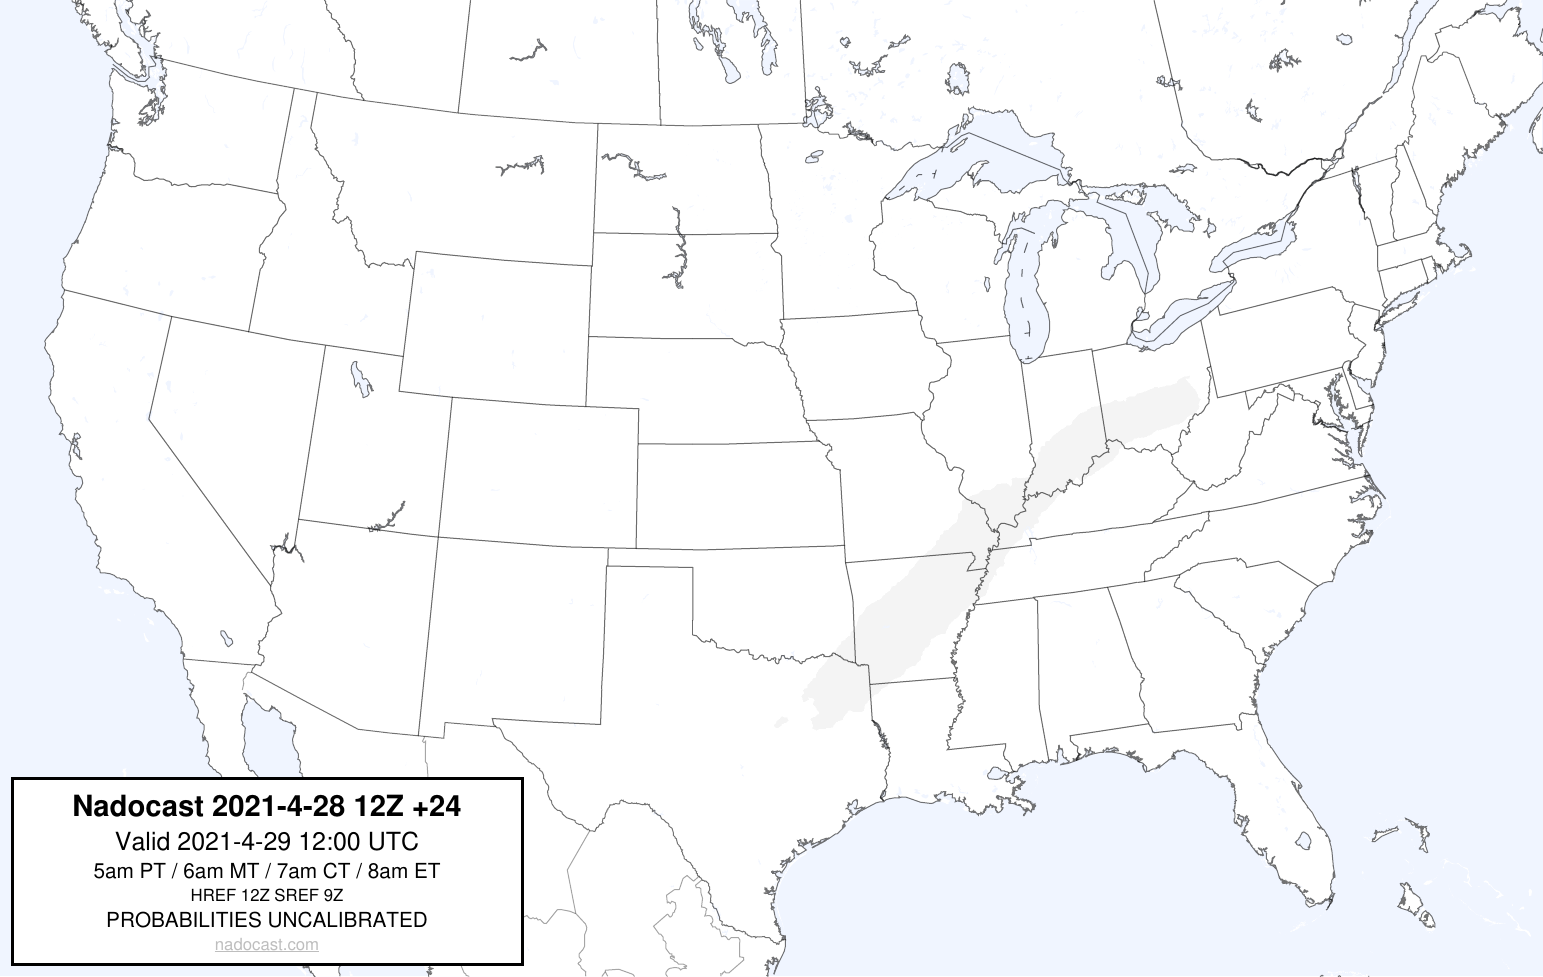 Nadocast 2021-4-28 12Z +24
Valid 2021-4-29 12:00 UTC
5am PT / 6am MT / 7am CT / 8am ET
HREF 12Z SREF 9Z
PROBABILITIES UNCALIBRATED
nadocast.com